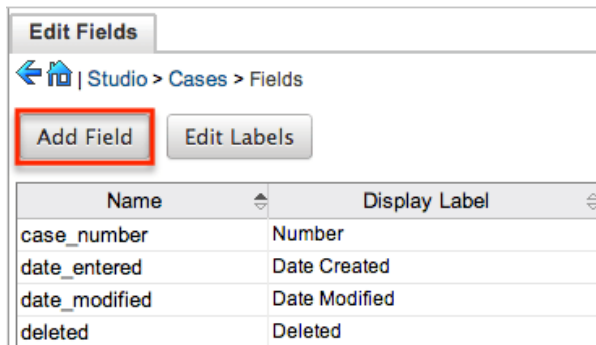 Edit Fields
| Studio > Cases > Fields
Add Field Edit Labels
Name Display Label
case_number Number
date_entered Date Created
date_modified Date Modified
deleted Deleted